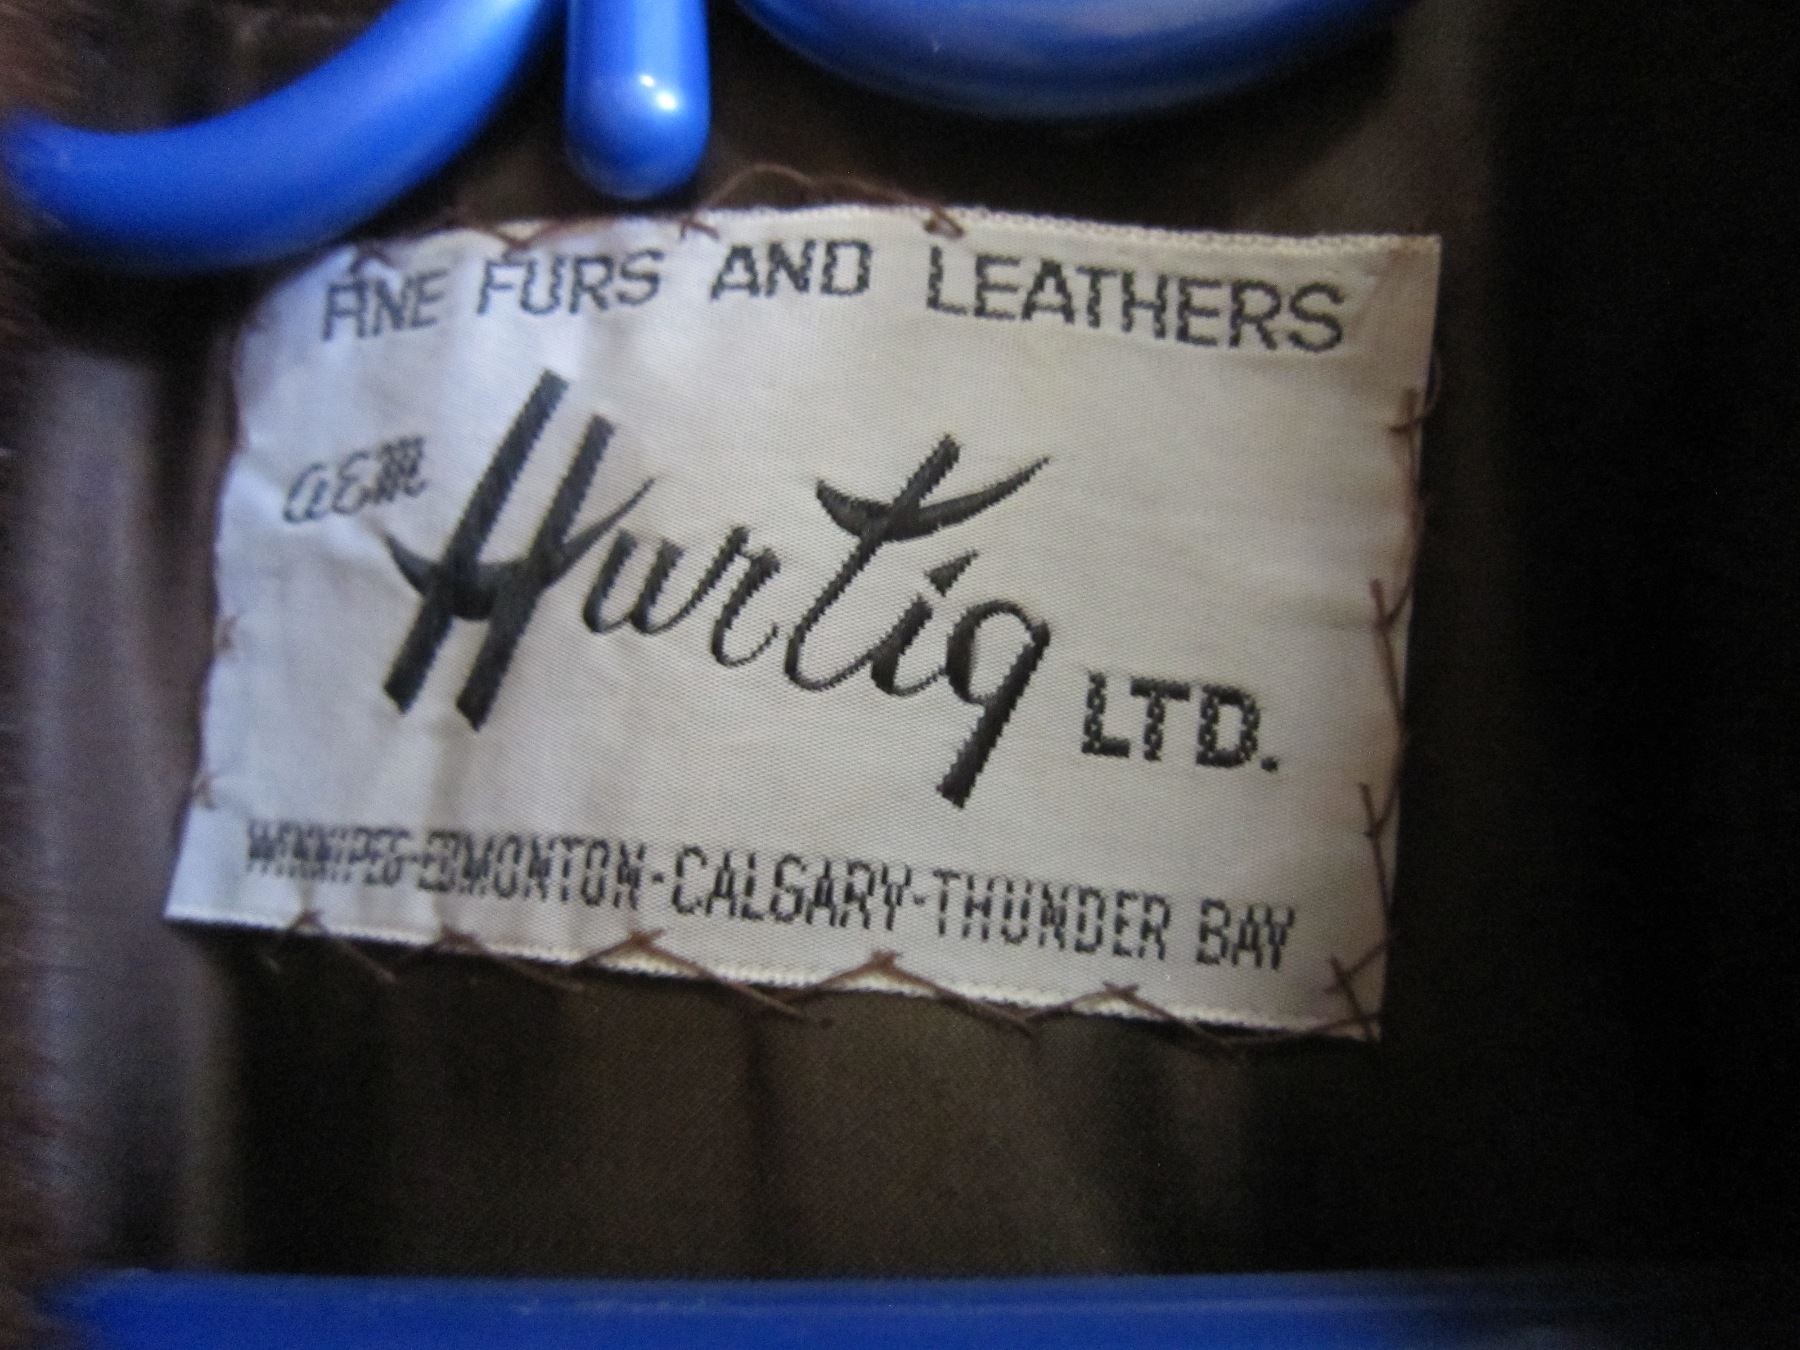 FINE FURS AND LEATHERS
a & m Hurtig LTD.
WINNIPEG-EDMONTON-CALGARY-THUNDER BAY